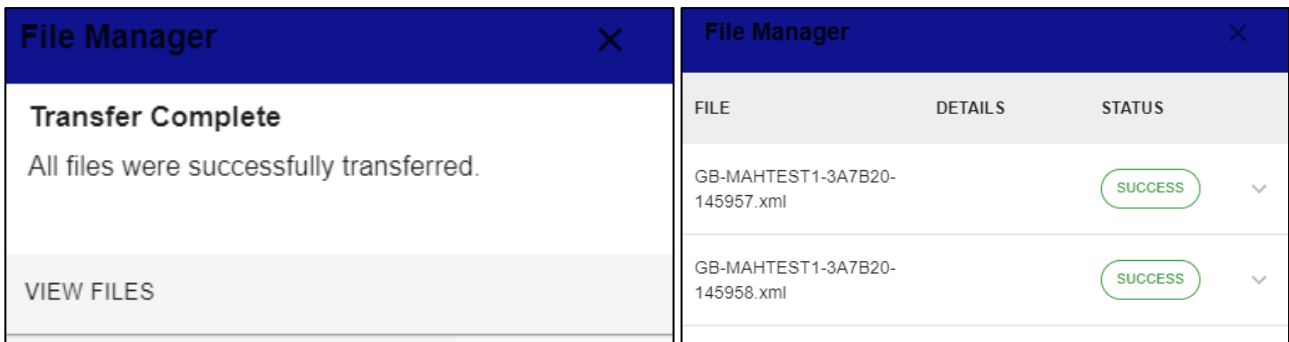 File Manager
Transfer Complete
All files were successfully transferred.
VIEW FILES
File Manager
FILE DETAILS STATUS
GB-MAHTEST1-3A7B20-
145957.xml
SUCCESS
GB-MAHTEST1-3A7B20-
145958.xml
SUCCESS